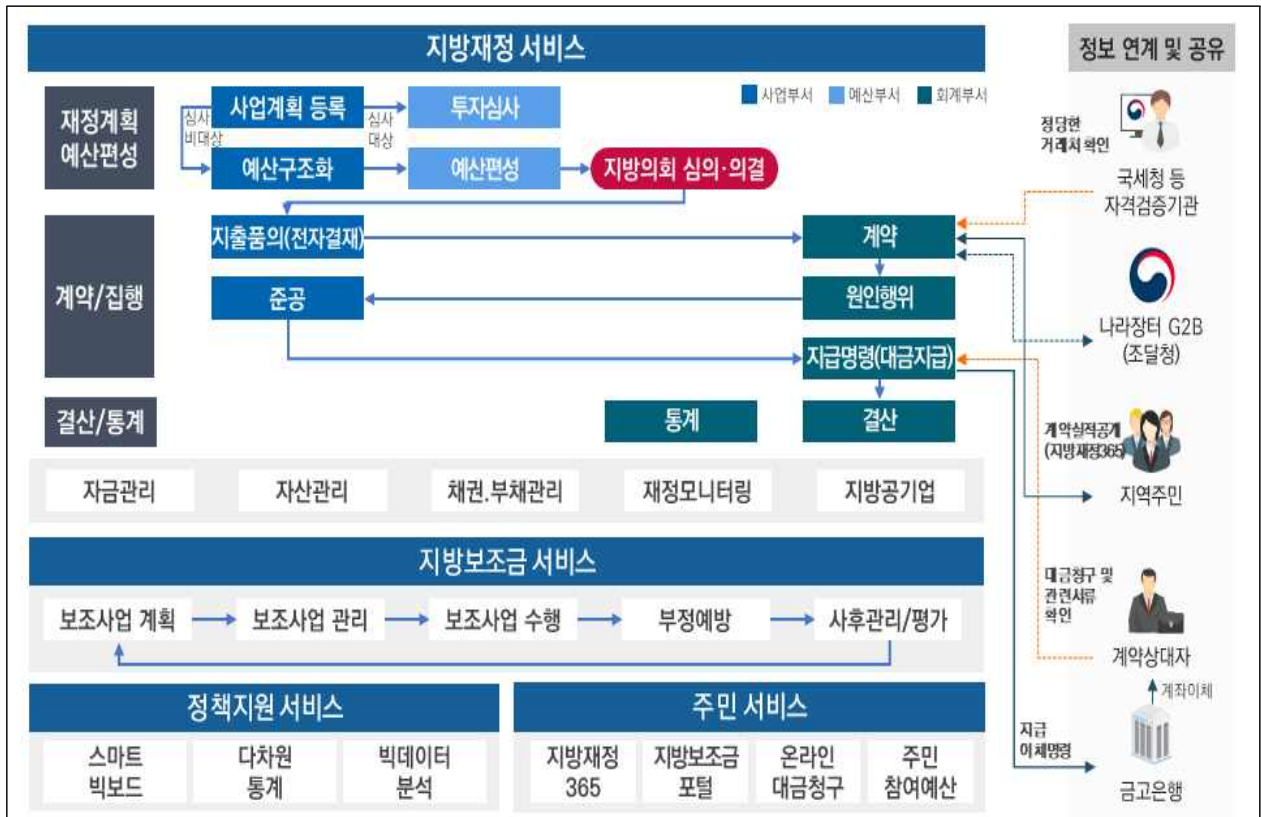 지방재정 서비스
정보 연계 및 공유
사업부서
예산부서
회계부서
재정계획
예산편성
심사
비대상
사업계획 등록
심사
대상
투자심사
예산구조화
예산편성
지방의회 심의·의결
계약/집행
지출품의(전자결재)
계약
준공
원인행위
지급명령(대금지급)
결산/통계
통계
결산
자금관리
자산관리
채권.부채관리
재정모니터링
지방공기업
지방보조금 서비스
보조사업 계획
보조사업 관리
보조사업 수행
부정예방
사후관리/평가
정책지원 서비스
스마트
빅보드
다차원
통계
빅데이터
분석
주민 서비스
지방재정
365
지방보조금
포털
온라인
대금청구
주민
참여예산
정당한
거래처 확인
국세청 등
자격검증기관
나라장터 G2B
(조달청)
계약실적공개
(지방재정365)
지역주민
대금청구 및
관련서류
확인
계약상대자
계좌이체
지급
이체명령
금고은행